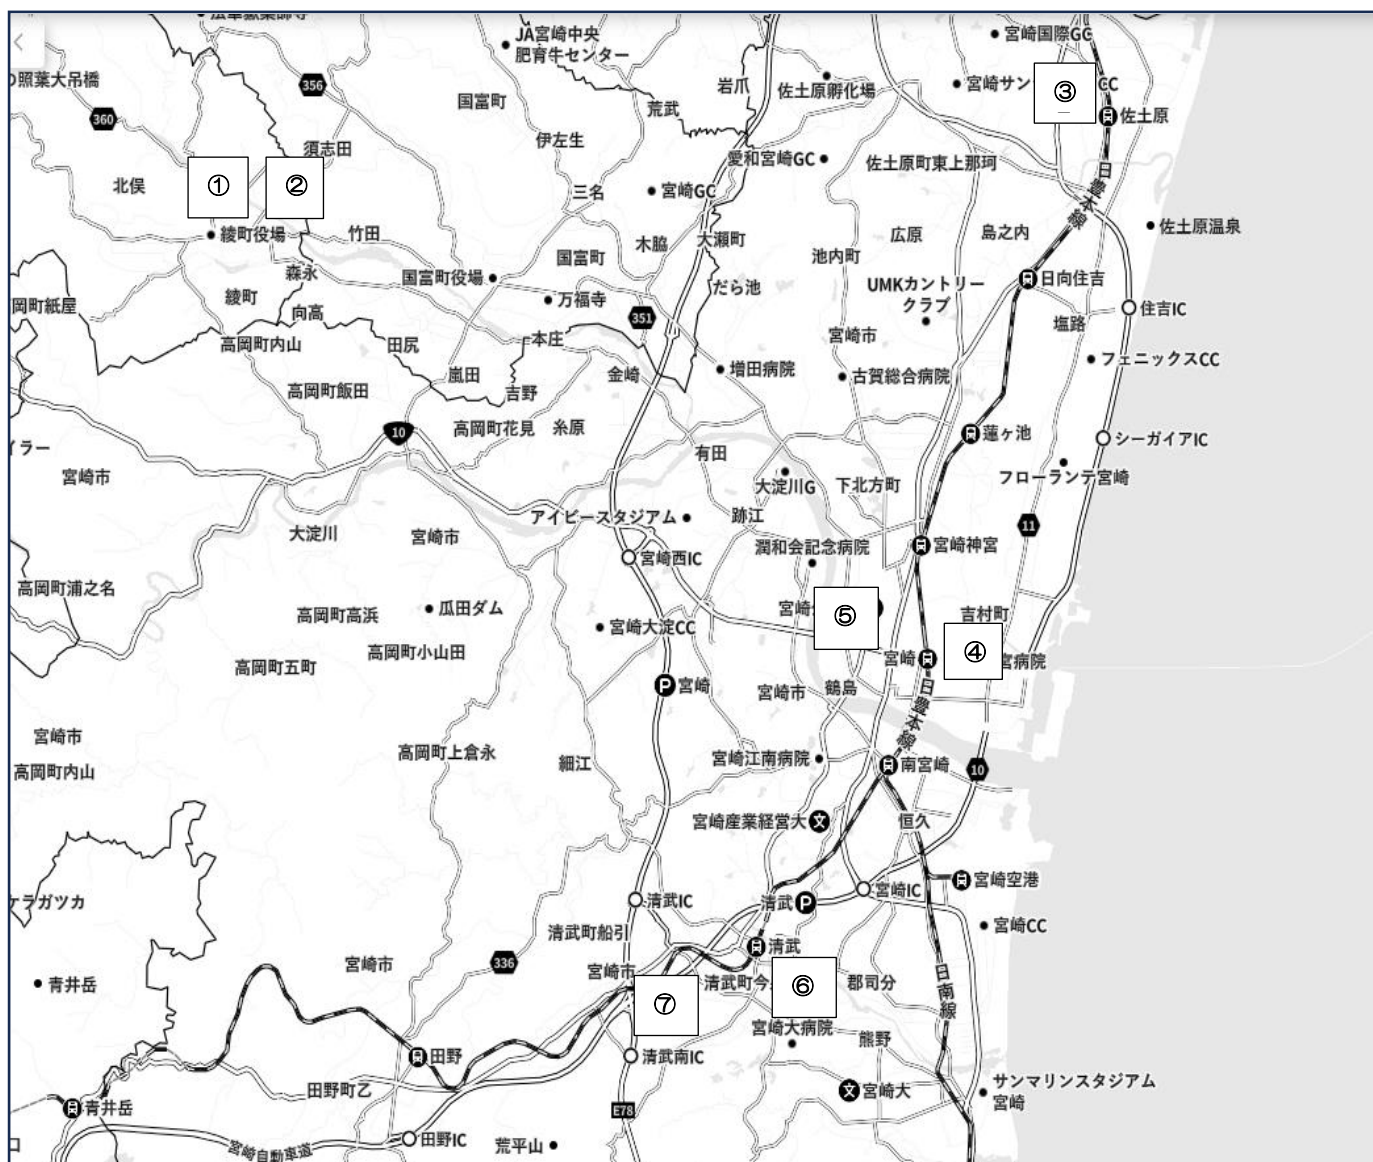 宮崎国際GC
JA宮崎中央
肥育牛センター
照葉大吊橋
356
国富町
岩爪
佐土原孵化場
宮崎サン
③
CC
佐土原
360
荒武
伊左生
須志田
愛和宮崎GC
佐土原町東上那珂
日豊本線
北俣
①
②
三名
宮崎GC
綾町役場
竹田
木脇
大瀬町
広原
島之内
佐土原温泉
国富町
池内町
森永
国富町役場
UMKカントリー
クラブ
日向住吉
綾町
万福寺
だら池
岡町紙屋
向高
351
住吉IC
塩路
高岡町内山
田尻
本庄
宮崎市
フェニックスCC
嵐田
金崎
増田病院
古賀総合病院
高岡町飯田
吉野
10
高岡町花見
糸原
蓮ヶ池
シーガイアIC
イラー
有田
宮崎市
大淀川G
下北方町
フローランテ宮崎
アイビースタジアム
跡江
11
大淀川
宮崎市
宮崎西IC
潤和会記念病院
宮崎神宮
高岡町浦之名
高岡町高浜
瓜田ダム
宮崎
⑤
吉村町
宮崎大淀CC
高岡町小山田
高岡町五町
宮崎
④
宮病院
宮崎
宮崎市
鶴島
日豊本線
宮崎市
高岡町内山
高岡町上倉永
細江
宮崎江南病院
南宮崎
10
宮崎産業経営大
文
恒久
宮崎空港
ケラガツカ
清武IC
清武
P
宮崎IC
宮崎CC
清武町船引
清武
336
宮崎市
宮崎市
青井岳
⑦
清武町今
⑥
郡司分
日南線
宮崎大病院
熊野
田野
清武南IC
田野町乙
宮崎大
サンマリンスタジアム
宮崎
青井岳
E78
宮崎自動車道
田野IC
荒平山